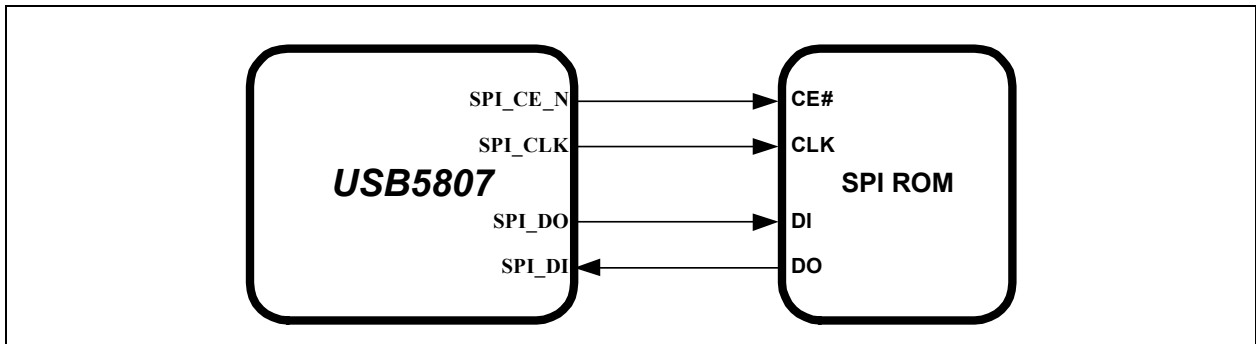 SPI_CE_N CE#
SPI_CLK CLK
USB5807 SPI ROM
SPI_DO DI
SPI_DI DO